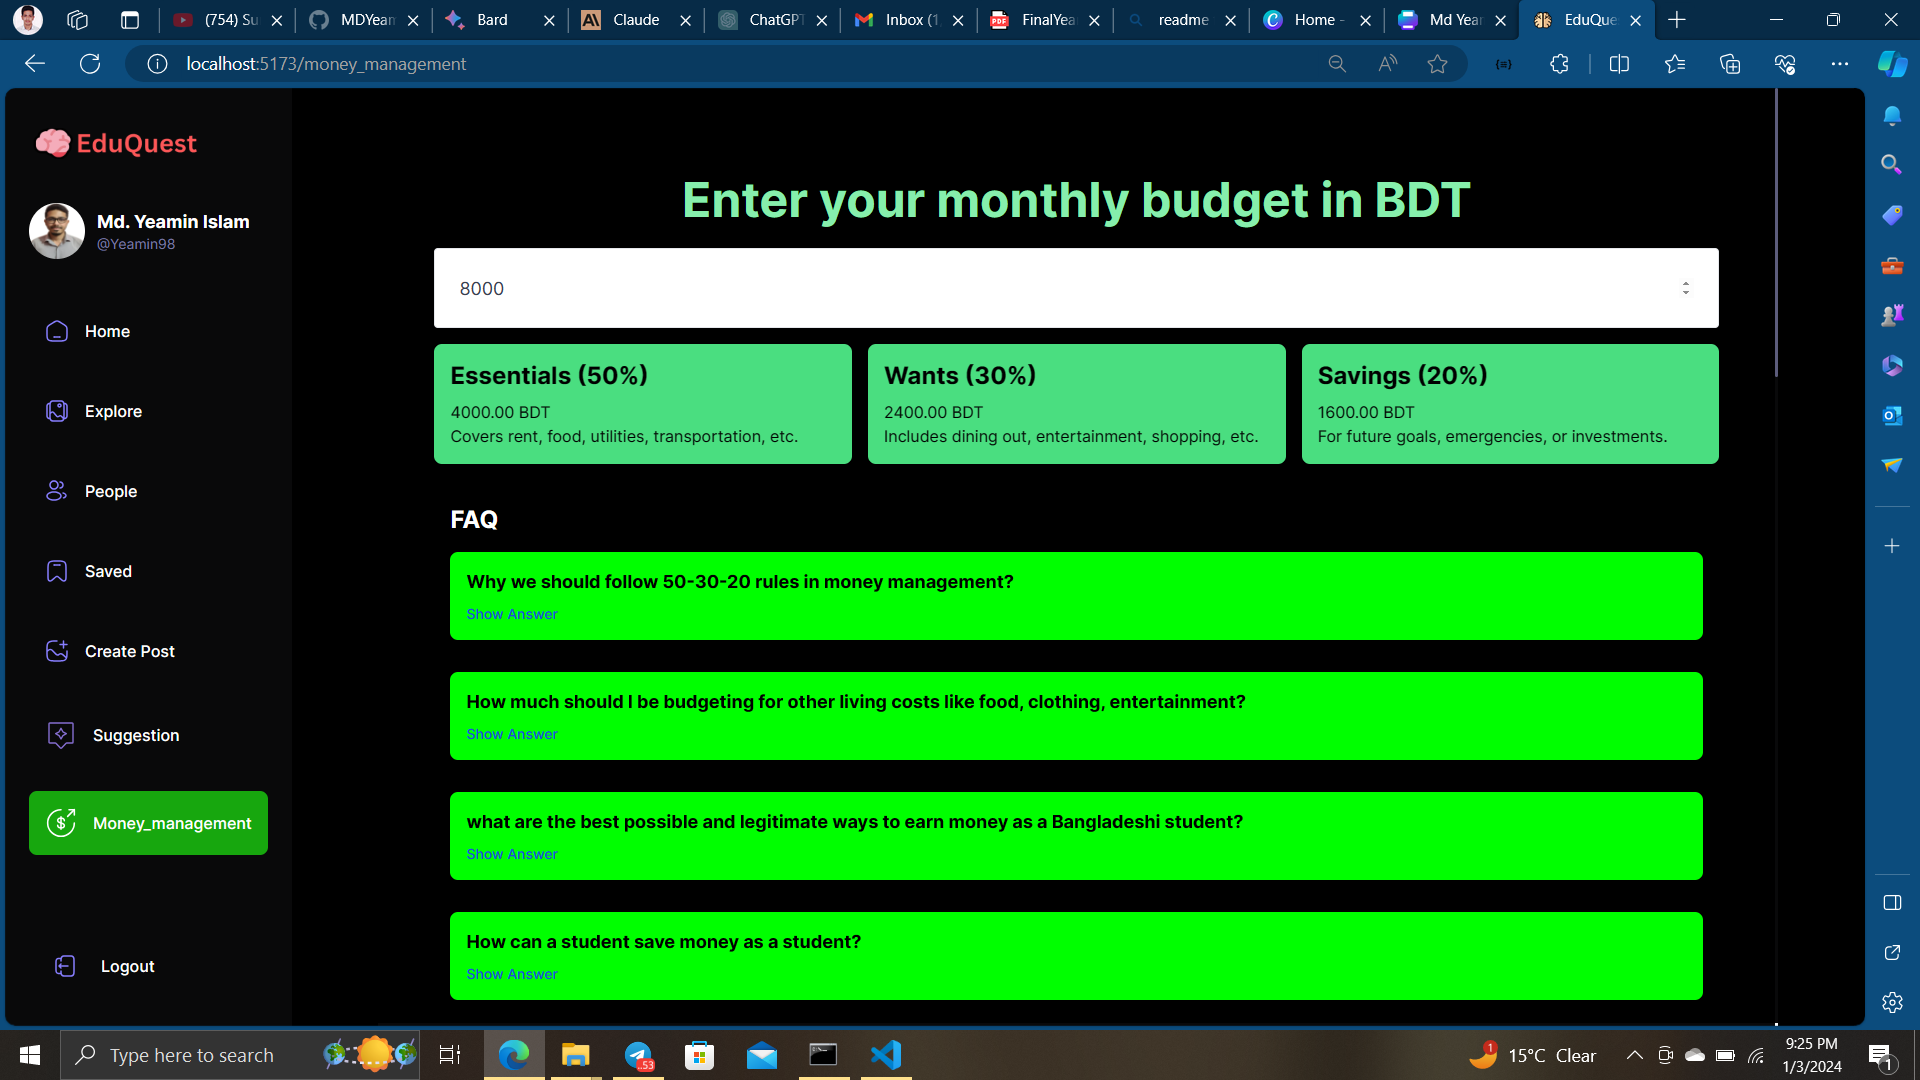 (754) Su
MDYeam
Bard
Claude
ChatGPT
Inbox (1,
FinalYea
readme
Home -
Md Year
EduQues
localhost:5173/money_management
EduQuest
Md. Yeamin Islam
@Yeamin98
Home
Explore
People
Saved
Create Post
Suggestion
Money_management
Logout
Enter your monthly budget in BDT
8000
Essentials (50%)
4000.00 BDT
Covers rent, food, utilities, transportation, etc.
Wants (30%)
2400.00 BDT
Includes dining out, entertainment, shopping, etc.
Savings (20%)
1600.00 BDT
For future goals, emergencies, or investments.
FAQ
Why we should follow 50-30-20 rules in money management?
Show Answer
How much should I be budgeting for other living costs like food, clothing, entertainment?
Show Answer
what are the best possible and legitimate ways to earn money as a Bangladeshi student?
Show Answer
How can a student save money as a student?
Show Answer
Type here to search
53
1
15°C Clear
9:25 PM
1/3/2024
1